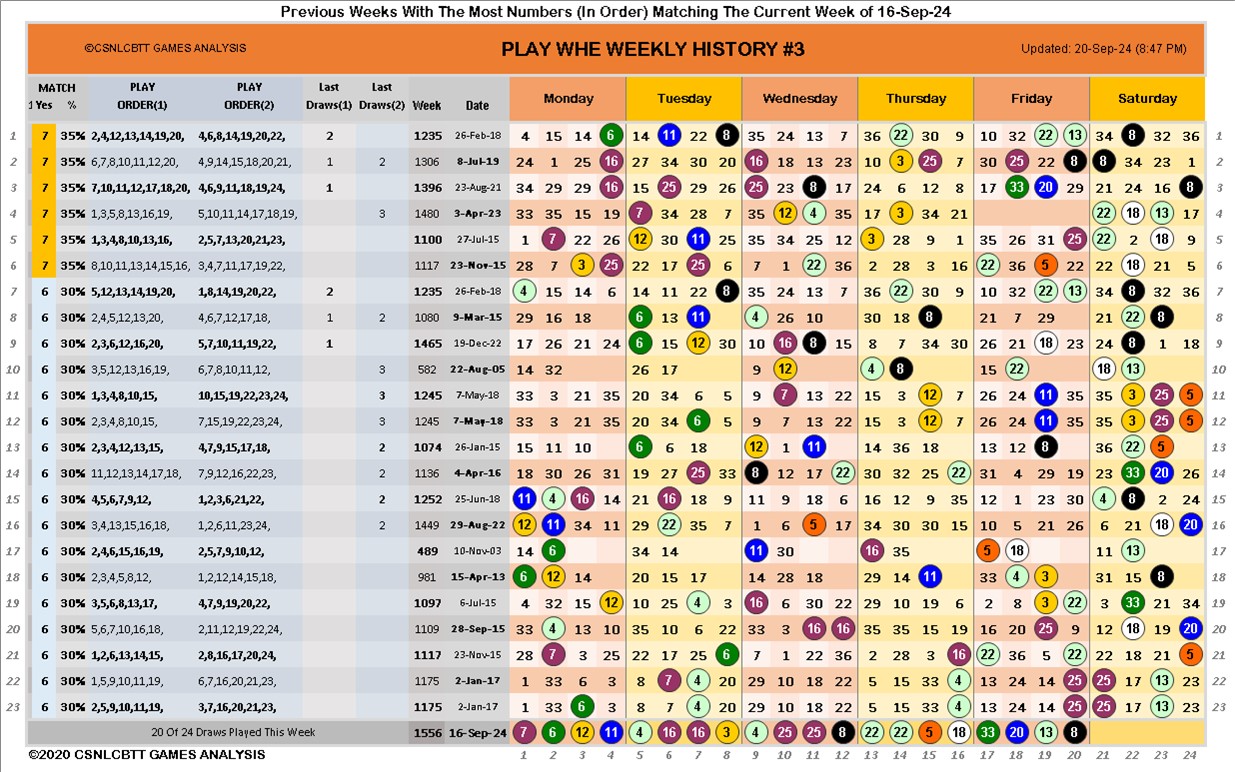 Previous Weeks With The Most Numbers (In Order) Matching The Current Week of 16-Sep-24
©CSNLCBTT GAMES ANALYSIS PLAY WHE WEEKLY HISTORY #3 Updated: 20-Sep-24 (8:47 PM)
MATCH PLAY PLAY Last Last
1 Yes % ORDER(1) ORDER(2) Draws(1) Draws(2) Week Date Monday Tuesday Wednesday Thursday Friday Saturday
1 7 35% 2,4,12,13,14,19,20, 4,6,8,14,19,20,22, 2 1235 26-Feb-18 4 15 14 6 14 11 22 8 35 24 13 7 36 22 30 9 10 32 22 13 34 8 32 36 1
2 7 35% 6,7,8,10,11,12,20, 4,9,14,15,18,20,21, 1 2 1306 8-Jul-19 24 1 25 16 27 34 30 20 16 18 13 23 10 3 25 7 30 25 22 8 8 34 23 1 2
3 7 35% 7,10,11,12,17,18,20, 4,6,9,11,18,19,24, 1 1396 23-Aug-21 34 29 29 16 15 25 29 26 25 23 8 17 24 6 12 8 17 33 20 29 21 24 16 8 3
4 7 35% 1,3,5,8,13,16,19, 5,10,11,14,17,18,19, 3 1480 3-Apr-23 33 35 15 19 7 34 28 7 35 12 4 35 17 3 34 21 22 18 13 17 4
5 7 35% 1,3,4,8,10,13,16, 2,5,7,13,20,21,23, 1100 27-Jul-15 1 7 22 26 12 30 11 25 35 34 25 12 3 28 9 1 35 26 31 25 22 2 18 9 5
6 7 35% 8,10,11,13,14,15,16, 3,4,7,11,17,19,22, 1117 23-Nov-15 28 7 3 25 22 17 25 6 7 1 22 36 2 28 3 16 22 36 5 22 22 18 21 5 6
7 6 30% 5,12,13,14,19,20, 1,8,14,19,20,22, 2 1235 26-Feb-18 4 15 14 6 14 11 22 8 35 24 13 7 36 22 30 9 10 32 22 13 34 8 32 36 7
8 6 30% 2,4,5,12,13,20, 4,6,7,12,17,18, 1 2 1080 9-Mar-15 29 16 18 6 13 11 4 26 10 30 18 8 21 7 29 21 22 8 8
9 6 30% 2,3,6,12,16,20, 5,7,10,11,19,22, 1 1465 19-Dec-22 17 26 21 24 6 15 12 30 10 16 8 15 8 7 34 30 26 21 18 23 24 8 1 18 9
10 6 30% 3,5,12,13,16,19, 6,7,8,10,11,12, 3 582 22-Aug-05 14 32 26 17 9 12 4 8 15 22 18 13 10
11 6 30% 1,3,4,8,10,15, 10,15,19,22,23,24, 3 1245 7-May-18 33 3 21 35 20 34 6 5 9 7 13 22 15 3 12 7 26 24 11 35 35 3 25 5 11
12 6 30% 2,3,4,8,10,15, 7,15,19,22,23,24, 3 1245 7-May-18 33 3 21 35 20 34 6 5 9 7 13 22 15 3 12 7 26 24 11 35 35 3 25 5 12
13 6 30% 2,3,4,12,13,15, 4,7,9,15,17,18, 2 1074 26-Jan-15 15 11 10 6 6 18 12 1 11 14 36 18 13 12 8 36 22 5 13
14 6 30% 11,12,13,14,17,18, 7,9,12,16,22,23, 2 1136 4-Apr-16 18 30 26 31 19 27 25 33 8 12 17 22 30 32 25 22 31 4 29 19 23 33 20 26 14
15 6 30% 4,5,6,7,9,12, 1,2,3,6,21,22, 2 1252 25-Jun-18 11 4 16 14 21 16 18 9 11 9 18 6 16 12 9 35 12 1 23 30 4 8 2 24 15
16 6 30% 3,4,13,15,16,18, 1,2,6,11,23,24, 2 1449 29-Aug-22 12 11 34 11 29 22 35 7 1 6 5 17 34 30 30 15 10 5 21 26 6 21 18 20 16
17 6 30% 2,4,6,15,16,19, 2,5,7,9,10,12, 489 10-Nov-03 14 6 34 14 11 30 16 35 5 18 11 13 17
18 6 30% 2,3,4,5,8,12, 1,2,12,14,15,18, 981 15-Apr-13 6 12 14 20 15 17 14 28 18 29 14 11 33 4 3 31 15 8 18
19 6 30% 3,5,6,8,13,17, 4,7,9,19,20,22, 1097 6-Jul-15 4 32 15 12 10 25 4 3 16 6 30 22 29 10 19 6 2 8 3 22 3 33 21 34 19
20 6 30% 5,6,7,10,16,18, 2,11,12,19,22,24, 1109 28-Sep-15 33 4 13 10 35 10 6 22 33 3 16 16 35 35 15 19 16 20 25 9 12 18 19 20 20
21 6 30% 1,2,6,13,14,15, 2,8,16,17,20,24, 1117 23-Nov-15 28 7 3 25 22 17 25 6 7 1 22 36 2 28 3 16 22 36 5 22 22 18 21 5 21
22 6 30% 1,5,9,10,11,19, 6,7,16,20,21,23, 1175 2-Jan-17 1 33 6 3 8 7 4 20 29 10 18 22 5 15 33 4 13 24 14 25 25 17 13 23 22
23 6 30% 2,5,9,10,11,19, 3,7,16,20,21,23, 1175 2-Jan-17 1 33 6 3 8 7 4 20 29 10 18 22 5 15 33 4 13 24 14 25 25 17 13 23 23
20 Of 24 Draws Played This Week 1556 16-Sep-24 7 6 12 11 4 16 16 3 4 25 25 8 22 22 5 18 33 20 13 8
©2020 CSNLCBTT GAMES ANALYSIS 1 2 3 4 5 6 7 8 9 10 11 12 13 14 15 16 17 18 19 20 21 22 23 24